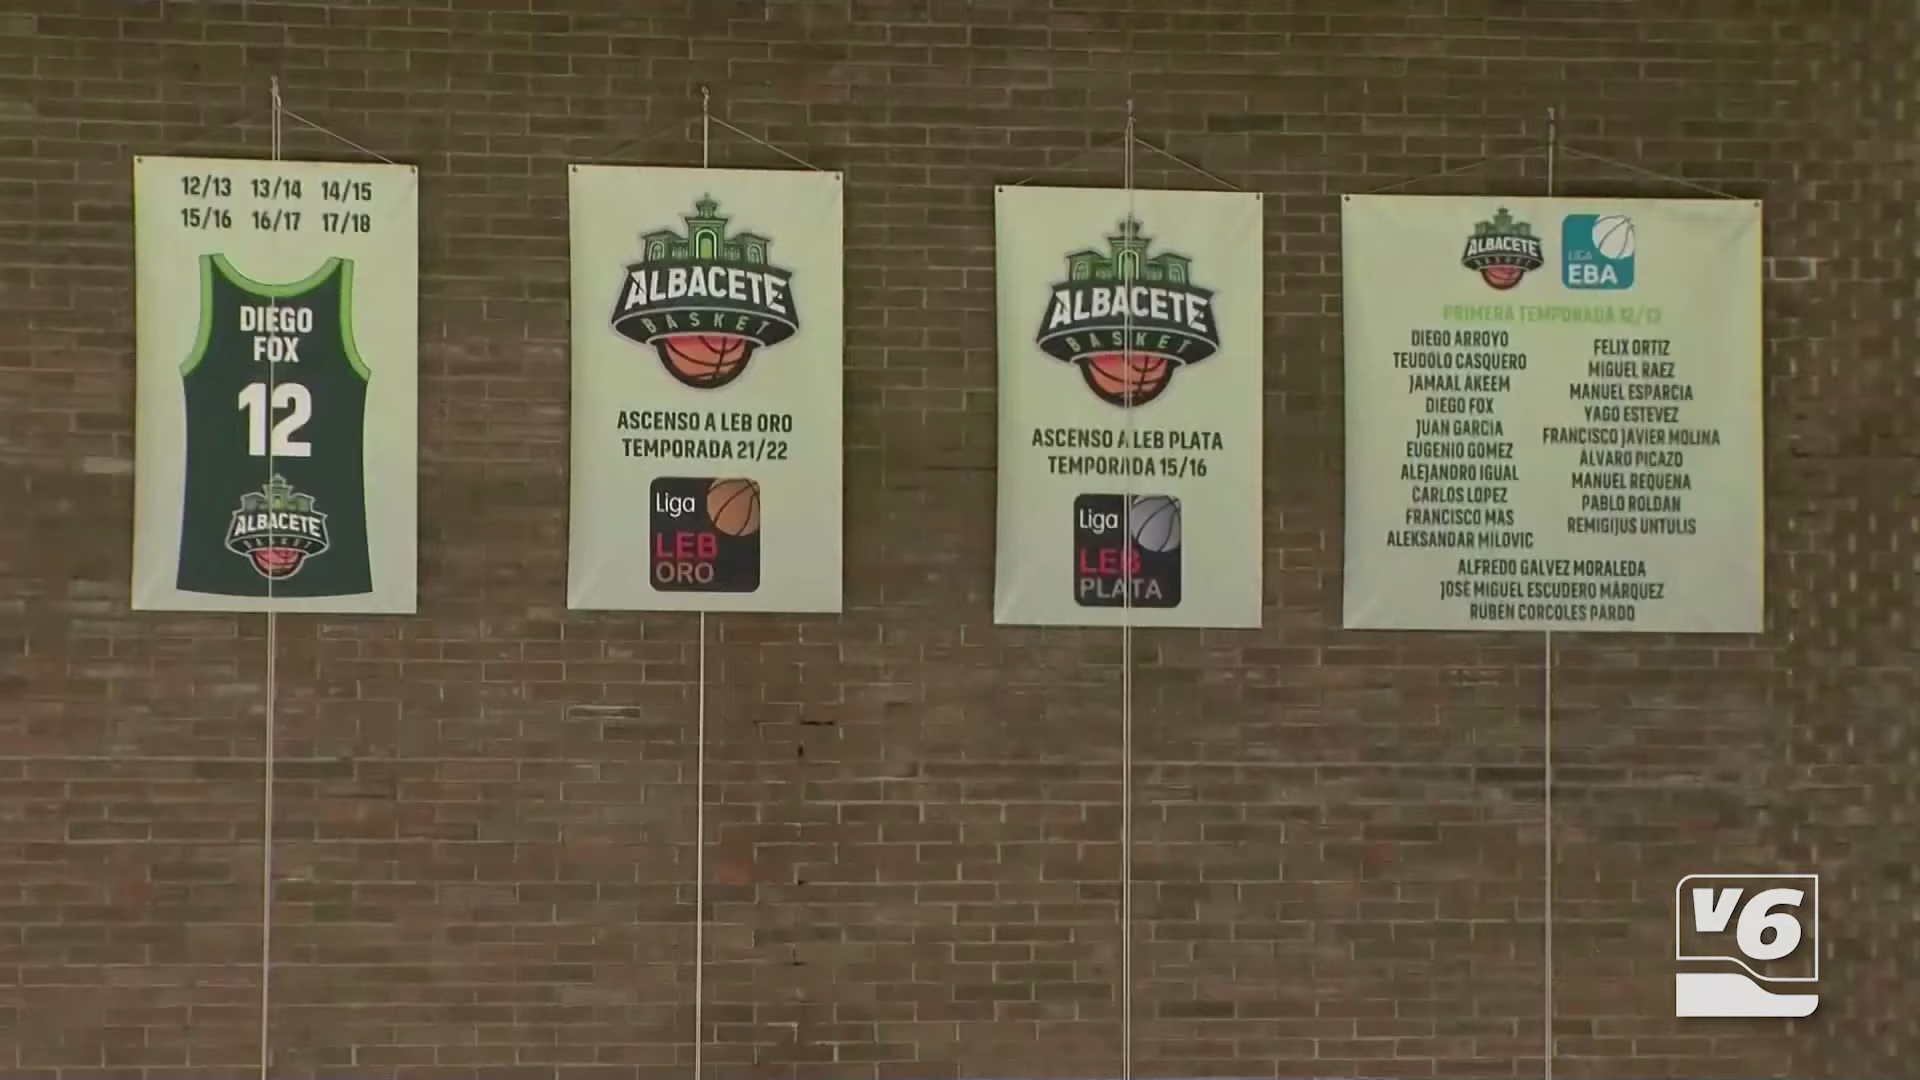 12/13 13/14 14/15
15/16 16/17 17/18
DIEGO
FOX
12
ALBACETE
BASKET
ALBACETE
BASKET
ASCENSO A LEB ORO
TEMPORADA 21/22
Liga
LEB
ORO
ALBACETE
BASKET
ASCENSO A LEB PLATA
TEMPORADA 15/16
Liga
LEB
PLATA
ALBACETE
BASKET
LIGA
EBA
PRIMERA TEMPORADA 12/13
DIEGO ARROYO
TEUDOLO CASQUERO
JAMAAL AKEEM
DIEGO FOX
JUAN GARCIA
EUGENIO GOMEZ
ALEJANDRO IGUAL
CARLOS LOPEZ
FRANCISCO MAS
ALEKSANDAR MILOVIC
FELIX ORTIZ
MIGUEL RAEZ
MANUEL ESPARCIA
YAGO ESTEVEZ
FRANCISCO JAVIER MOLINA
ALVARO PICAZO
MANUEL REQUENA
PABLO ROLDAN
REMIGIJUS UNTULIS
ALFREDO GALVEZ MORALEDA
JOSÉ MIGUEL ESCUDERO MÁRQUEZ
RUBEN CORCOLES PARDO
V6